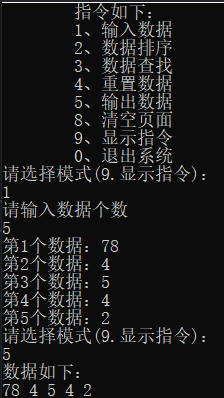 指令如下：
1、输入数据
2、数据排序
3、数据查找
4、重置数据
5、输出数据
8、清空页面
9、显示指令
0、退出系统
请选择模式(9.显示指令)：
1
请输入数据个数
5
第1个数据：78
第2个数据：4
第3个数据：5
第4个数据：4
第5个数据：2
请选择模式(9.显示指令)：
5
数据如下：
78 4 5 4 2